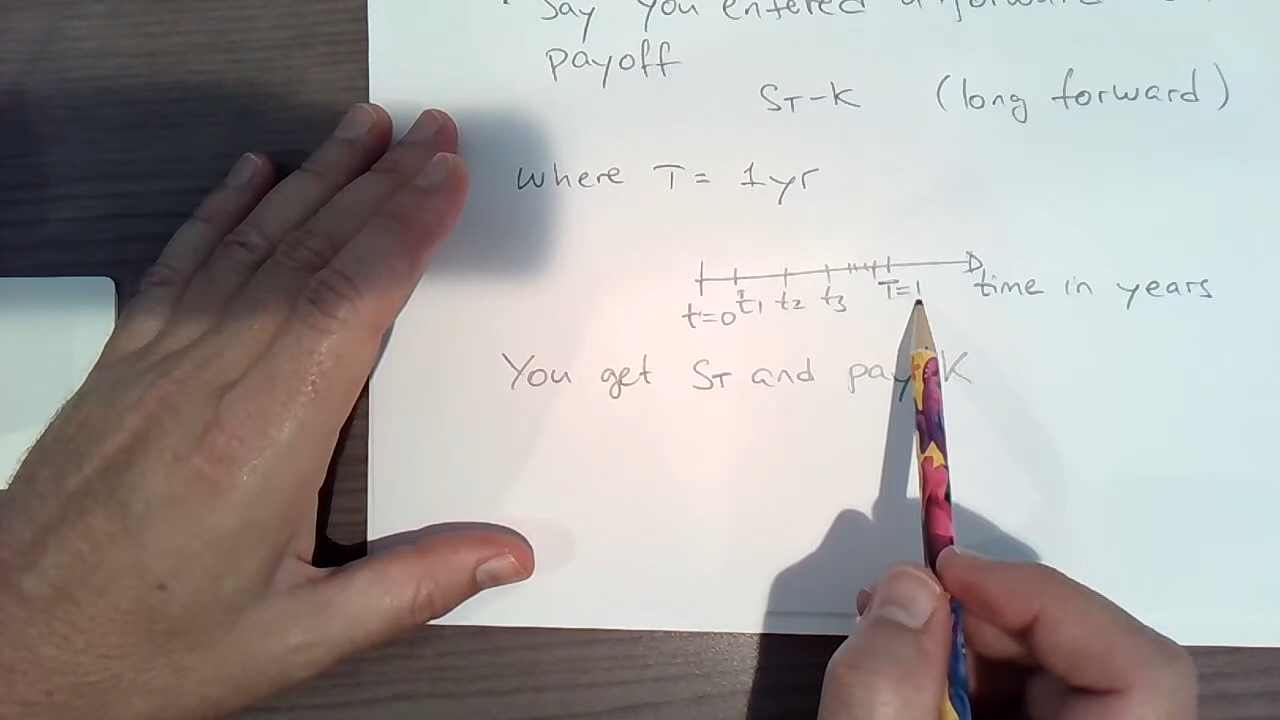 Say you entered a forward
payoff
ST-K (long forward)
where T = 1yr
t=0 t1 t2 t3 T=1 time in years
You get ST and pay K